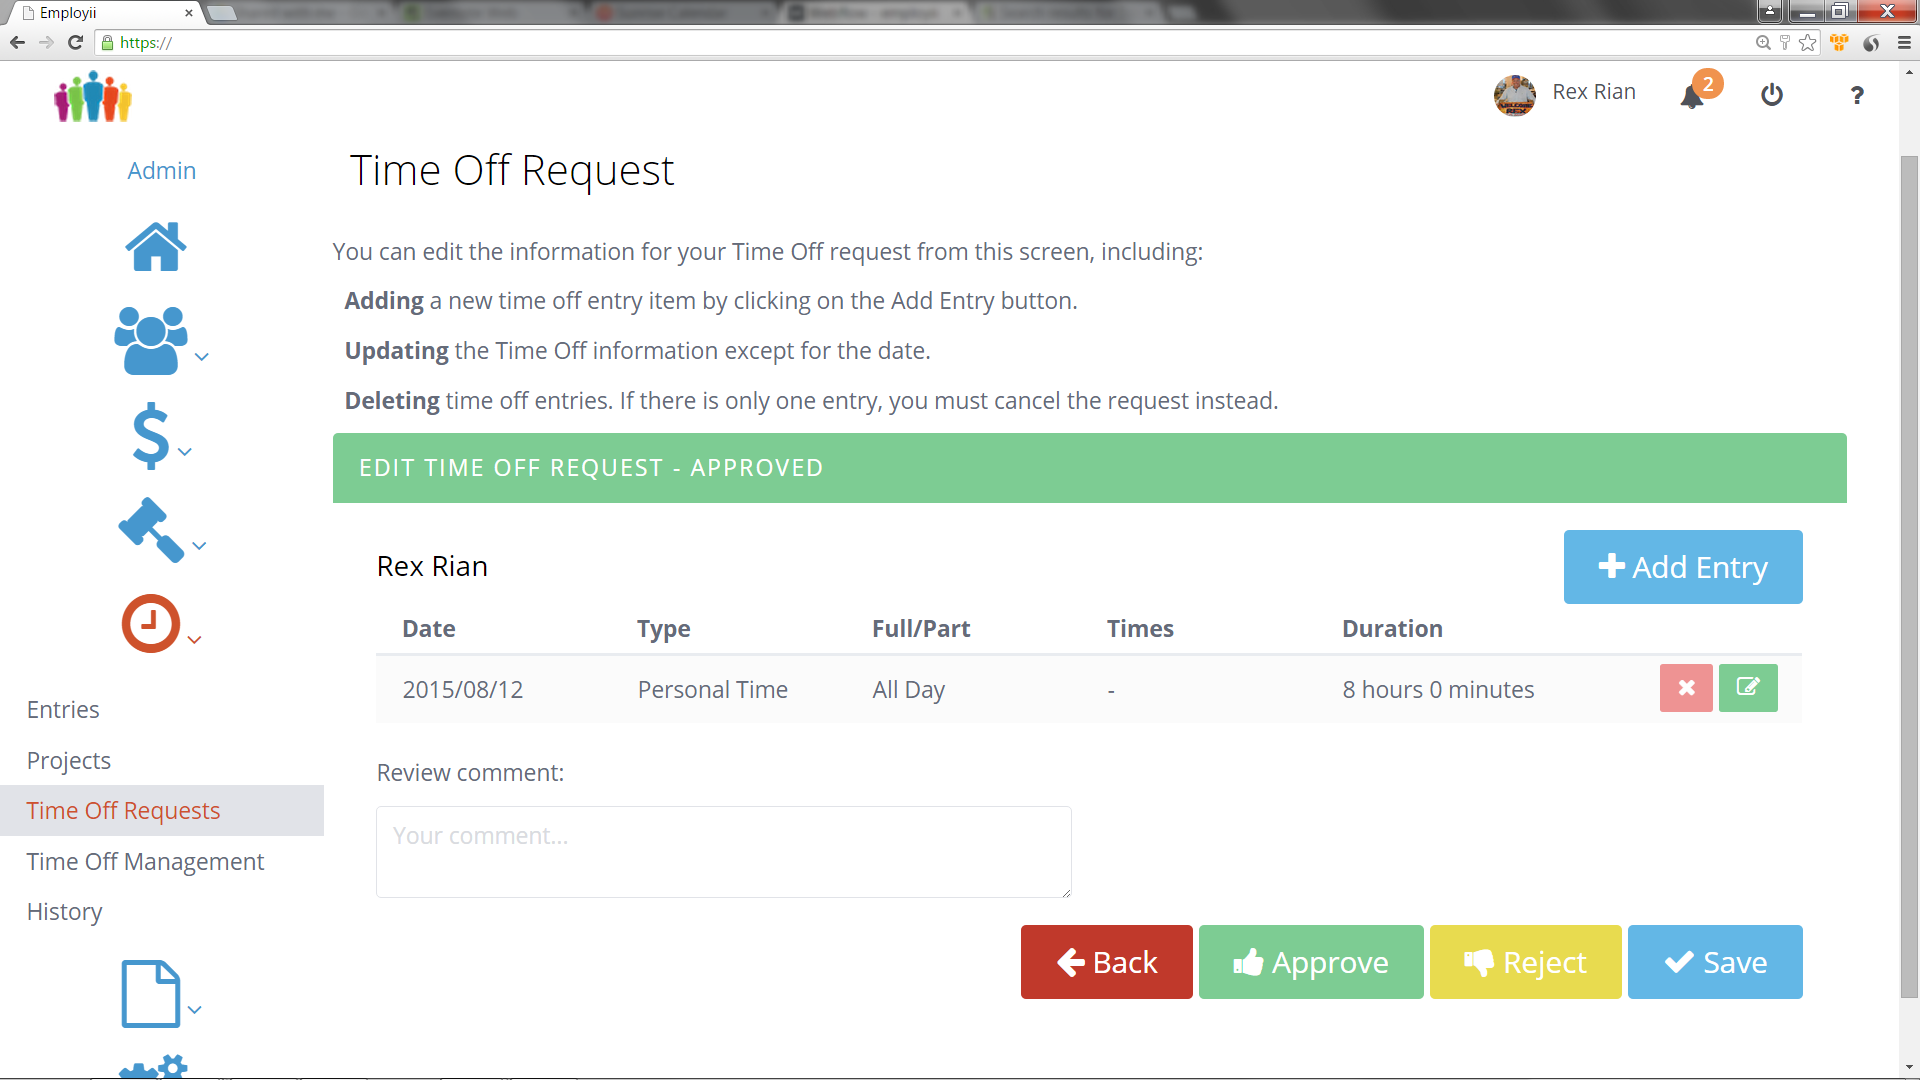 Employii
https://
Rex Rian
2
?
Admin
Time Off Request
You can edit the information for your Time Off request from this screen, including:
Adding a new time off entry item by clicking on the Add Entry button.
Updating the Time Off information except for the date.
Deleting time off entries. If there is only one entry, you must cancel the request instead.
EDIT TIME OFF REQUEST - APPROVED
Rex Rian
Add Entry
Date Type Full/Part Times Duration
2015/08/12 Personal Time All Day - 8 hours 0 minutes
Entries
Projects
Time Off Requests
Time Off Management
History
Review comment:
Your comment...
Back Approve Reject Save